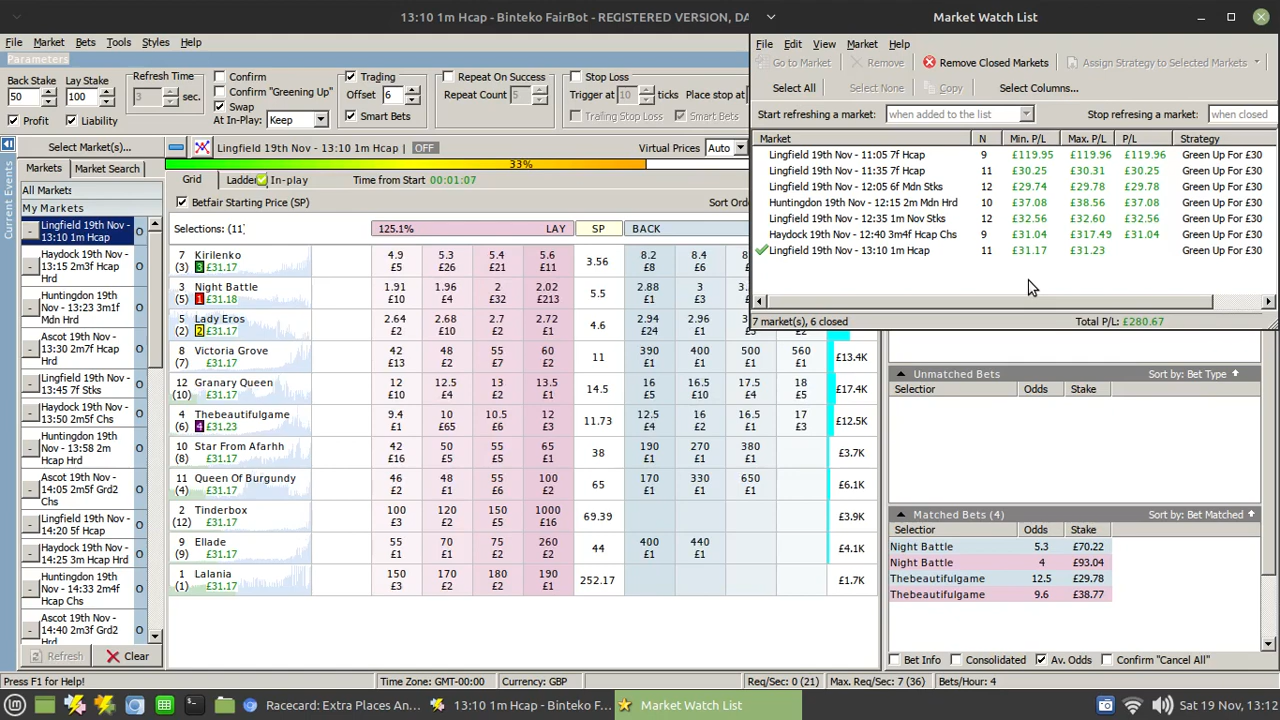 13:10 1m Hcap - Binteko FairBot - REGISTERED VERSION, DA
File Market Bets Tools Styles Help
Parameters
Back Stake Lay Stake Refresh Time Confirm Trading Repeat On Success Stop Loss
50 100 3 sec. Confirm "Greening Up" Offset 6 Repeat Count 5 Trigger at 10 ticks Place stop at
Profit Liability Swap At In-Play: Keep Smart Bets Trailing Stop Loss Smart Bets
Select Market(s)... Lingfield 19th Nov - 13:10 1m Hcap | OFF Virtual Prices Auto
Current Events
Markets Market Search 33%
All Markets
My Markets
Lingfield 19th Nov - 13:10 1m Hcap
Haydock 19th Nov - 13:15 2m3f Hcap Hrd O
Huntingdon 19th Nov - 13:23 3m1f Mdn Hrd O
Ascot 19th Nov - 13:30 2m7f Hcap Hrd O
Lingfield 19th Nov - 13:45 7f Stks O
Haydock 19th Nov - 13:50 2m5f Chs O
Huntingdon 19th Nov - 13:58 2m Hcap Hrd O
Ascot 19th Nov - 14:05 2m5f Grd2 Chs O
Lingfield 19th Nov - 14:20 5f Hcap O
Haydock 19th Nov - 14:25 3m Hcap Hrd O
Huntingdon 19th Nov - 14:33 2m4f Hcap Chs O
Ascot 19th Nov - 14:40 2m3f Grd2 Hrd O
Refresh Clear
Grid Ladder In-play Time from Start 00:01:07
Betfair Starting Price (SP) Sort Ord
Selections: (11) 125.1% LAY SP BACK
7 Kirilenko 4.9 5.3 5.4 5.6 3.56 8.2 8.4
(3) 3 £31.17 £5 £26 £21 £11 £8 £6
3 Night Battle 1.91 1.96 2 2.02 5.5 2.88 3
(5) 1 £31.18 £10 £4 £32 £213 £1 £3
5 Lady Eros 2.64 2.68 2.7 2.72 4.6 2.94 2.96
(2) 2 £31.17 £2 £10 £4 £2 £24 £1
8 Victoria Grove 42 48 55 60 11 390 400 500 560 £13.4K
(7) £31.17 £13 £2 £7 £2 £1 £1 £1 £1
12 Granary Queen 12 12.5 13 13.5 14.5 16 16.5 17 18 £17.4K
(10) £31.17 £10 £4 £2 £1 £5 £10 £4 £5
4 Thebeautifulgame 9.4 10 10.5 12 11.73 12.5 16 16.5 17 £12.5K
(6) 4 £31.23 £1 £65 £6 £3 £4 £2 £1 £3
10 Star From Afarhh 42 50 55 65 38 190 270 380 £3.7K
(8) £31.17 £16 £5 £5 £1 £1 £1 £1
11 Queen Of Burgundy 46 48 55 100 65 170 330 650 £6.1K
(4) £31.17 £2 £1 £6 £2 £1 £1 £1
2 Tinderbox 100 120 150 1000 69.39 £3.9K
(12) £31.17 £3 £2 £5 £16
9 Ellade 55 70 75 260 44 400 440 £4.1K
(9) £31.17 £1 £1 £2 £1 £1 £1
1 Lalania 150 170 180 190 252.17 £1.7K
(1) £31.17 £3 £2 £2 £1
Market Watch List
File Edit View Market Help
Go to Market Remove Remove Closed Markets Assign Strategy to Selected Markets
Select All Select None Copy Select Columns...
Start refreshing a market: when added to the list Stop refresing a market: when closed
Market N Min. P/L Max. P/L P/L Strategy
Lingfield 19th Nov - 11:05 7f Hcap 9 £119.95 £119.96 £119.96 Green Up For £30
Lingfield 19th Nov - 11:35 7f Hcap 11 £30.25 £30.31 £30.25 Green Up For £30
Lingfield 19th Nov - 12:05 6f Mdn Stks 12 £29.74 £29.78 £29.78 Green Up For £30
Huntingdon 19th Nov - 12:15 2m Mdn Hrd 10 £37.08 £38.56 £37.08 Green Up For £30
Lingfield 19th Nov - 12:35 1m Nov Stks 12 £32.56 £32.60 £32.56 Green Up For £30
Haydock 19th Nov - 12:40 3m4f Hcap Chs 9 £31.04 £317.49 £31.04 Green Up For £30
Lingfield 19th Nov - 13:10 1m Hcap 11 £31.17 £31.23 Green Up For £30
7 market(s), 6 closed Total P/L: £280.67
Unmatched Bets Sort by: Bet Type
Selection Odds Stake
Matched Bets (4) Sort by: Bet Matched
Selection Odds Stake
Night Battle 5.3 £70.22
Night Battle 4 £93.04
Thebeautifulgame 12.5 £29.78
Thebeautifulgame 9.6 £38.77
Bet Info Consolidated Av. Odds Confirm "Cancel All"
Press F1 for Help! Time Zone: GMT-00:00 Currency: GBP Req/Sec: 0 (21) Max. Req/Sec: 7 (36) Bets/Hour: 4
Racecard: Extra Places An... 13:10 1m Hcap - Binteko F... Market Watch List Sat 19 Nov, 13:12